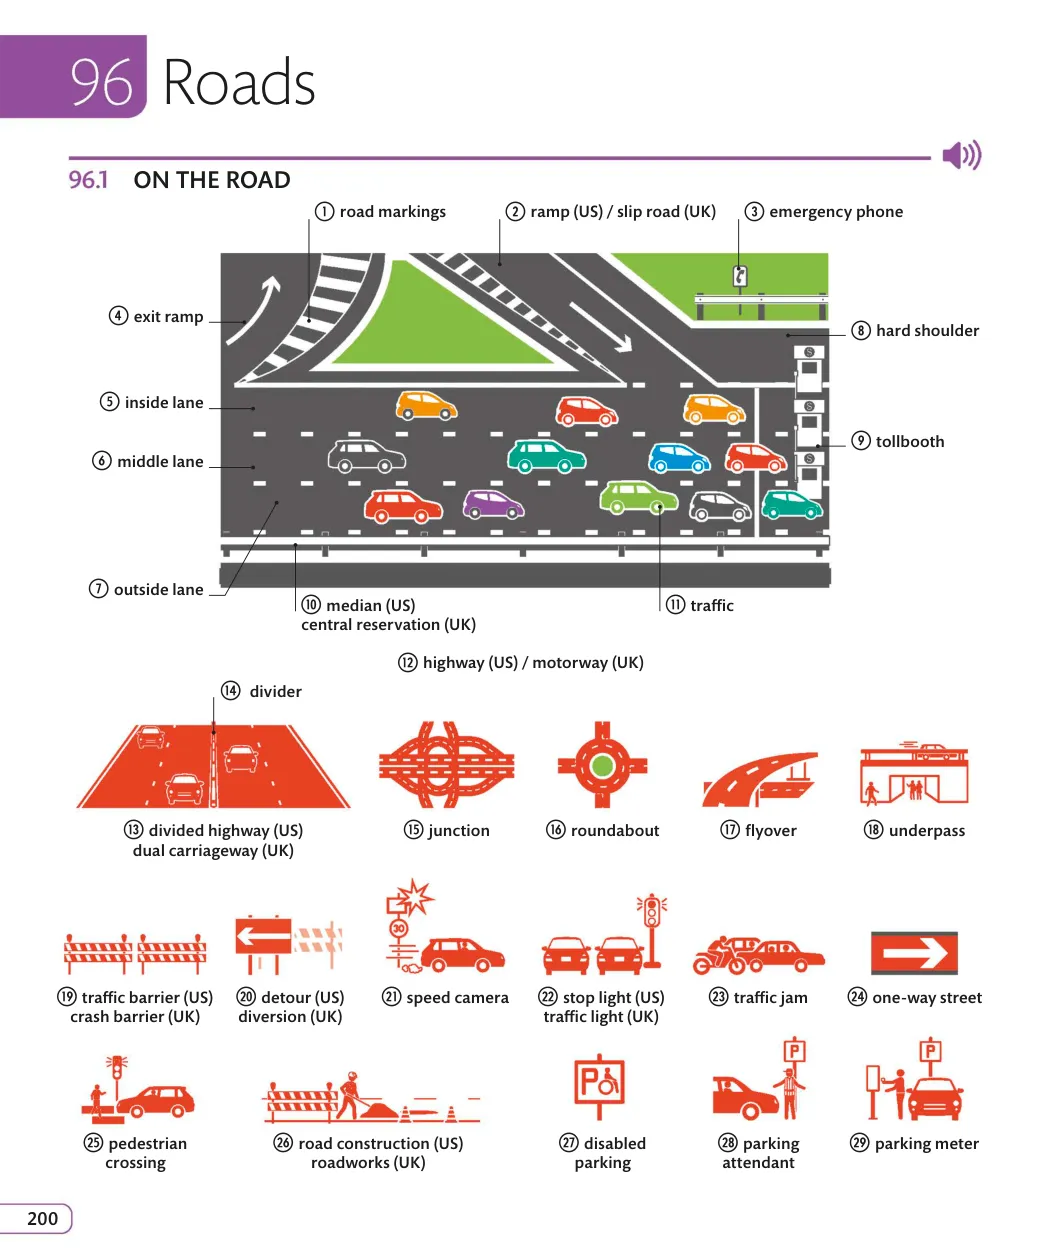 96 Roads
96.1 ON THE ROAD
① road markings
② ramp (US) / slip road (UK)
③ emergency phone
④ exit ramp
⑧ hard shoulder
⑤ inside lane
⑨ tollbooth
⑥ middle lane
⑦ outside lane
⑩ median (US)
central reservation (UK)
⑪ traffic
⑫ highway (US) / motorway (UK)
⑭ divider
⑬ divided highway (US)
dual carriageway (UK)
⑮ junction
⑯ roundabout
⑰ flyover
⑱ underpass
30
⑲ traffic barrier (US)
crash barrier (UK)
⑳ detour (US)
diversion (UK)
㉑ speed camera
㉒ stop light (US)
traffic light (UK)
㉓ traffic jam
㉔ one-way street
P
P
P
㉕ pedestrian
crossing
㉖ road construction (US)
roadworks (UK)
㉗ disabled
parking
㉘ parking
attendant
㉙ parking meter
200